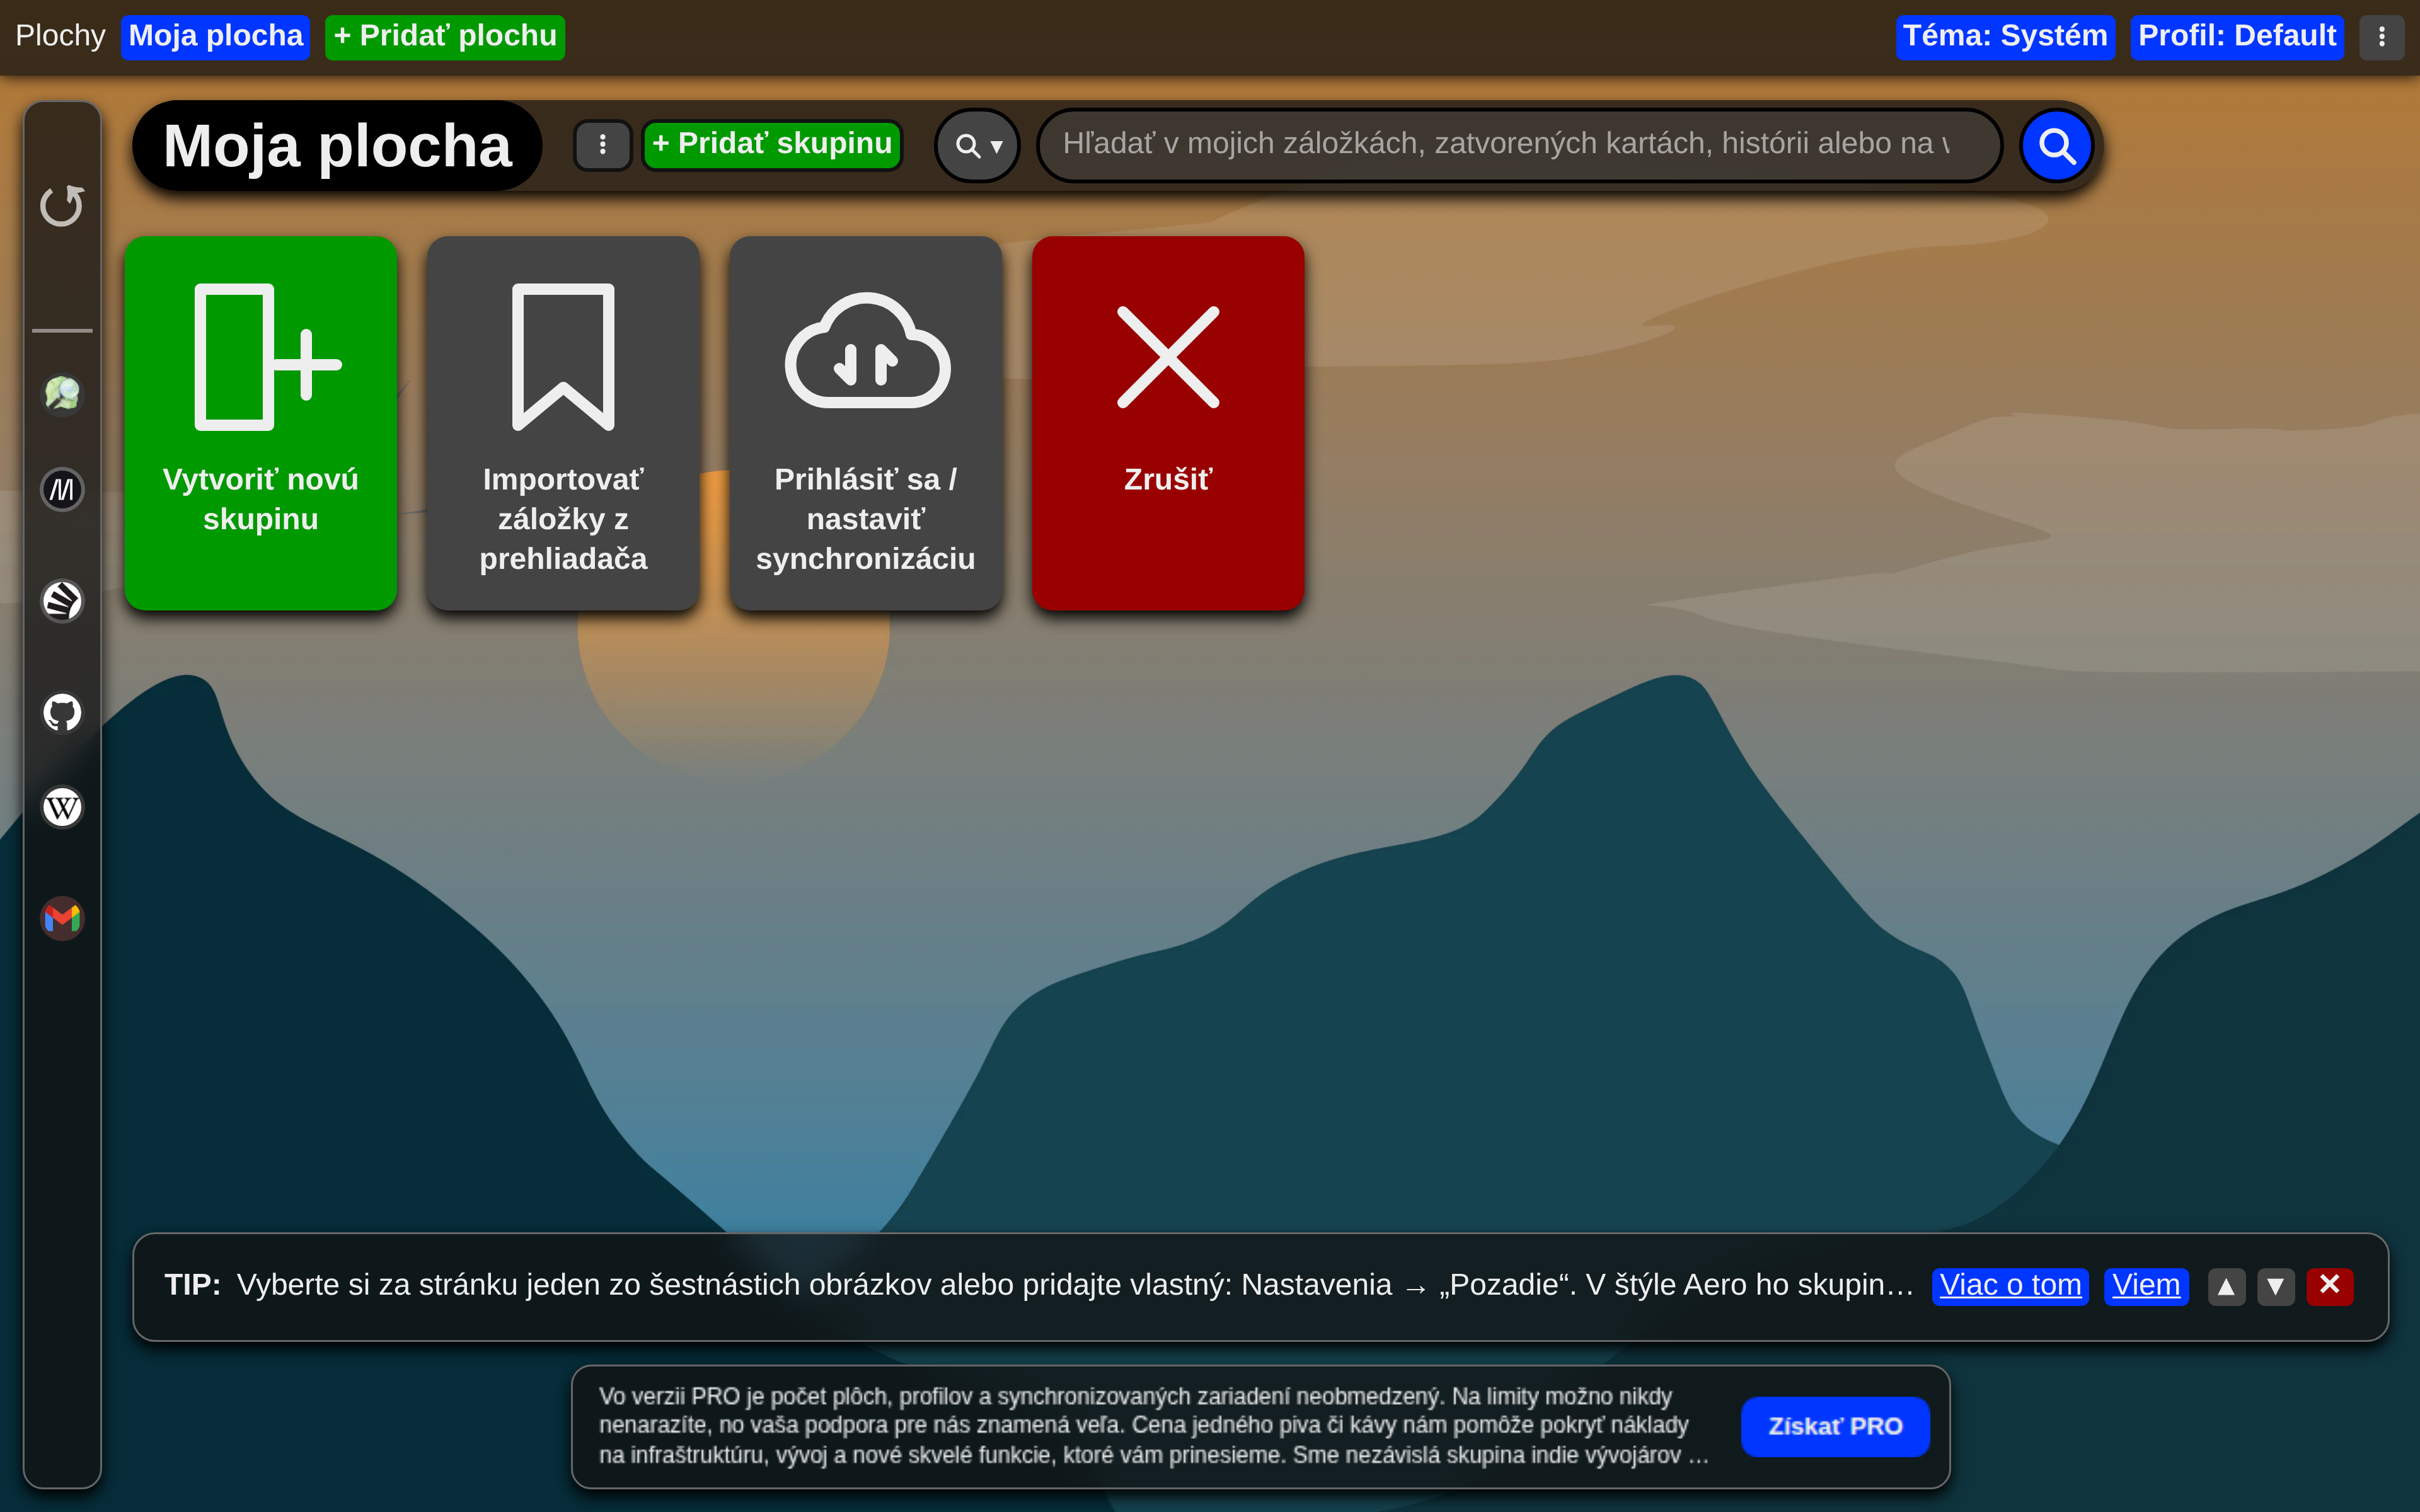 Plochy Moja plocha + Pridať plochu Téma: Systém Profil: Default
Moja plocha + Pridať skupinu Hľadať v mojich záložkách, zatvorených kartách, histórii alebo na
Vytvoriť novú
skupinu
Importovať
záložky z
prehliadača
Prihlásiť sa /
nastaviť
synchronizáciu
Zrušiť
TIP: Vyberte si za stránku jeden zo šestnástich obrázkov alebo pridajte vlastný: Nastavenia → „Pozadie“. V štýle Aero ho skupin… Viac o tom Viem
Vo verzii PRO je počet plôch, profilov a synchronizovaných zariadení neobmedzený. Na limity možno nikdy
nenarazíte, no vaša podpora pre nás znamená veľa. Cena jedného piva či kávy nám pomôže pokryť náklady
na infraštruktúru, vývoj a nové skvelé funkcie, ktoré vám prinesieme. Sme nezávislá skupina indie vývojárov …
Získať PRO